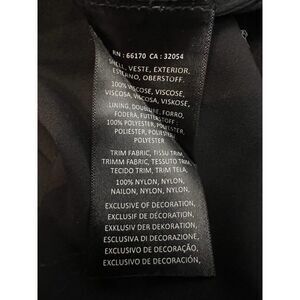 RN : 66170 CA : 32054
SHELL, VESTE, EXTERIOR,
ESTERNO, OBERSTOFF.
100% VISCOSE, VISCOSE,
VISCOSA, VISCOSA, VISKOSE,
LINING, DOUBLURE, FORRO,
FODERA, FUTTERSTOFF :
100% POLYESTER, POLYESTER,
POLIESTER, POLIESTER,
POLYESTER
TRIM FABRIC, TISSU TRIM,
TRIMM FABRIC, TESSUTO TRIM,
TECIDO TRIM, TRIM TELA,
100% NYLON, NYLON,
NAILON, NYLON, NYLON,
EXCLUSIVE OF DECORATION,
EXCLUSIF DE DÉCORATION,
EXKLUSIV DER DEKORATION,
ESCLUSIVA DI DECORAZIONE,
EXCLUSIVO DE DECORAÇÃO,
EXCLUSIVO DE DECORACIÓN,